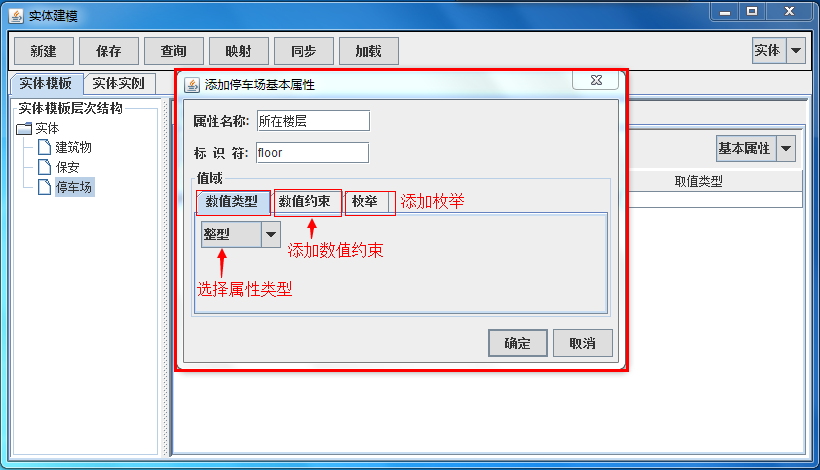 实体建模
新建 保存 查询 映射 同步 加载 实体
实体模板 实体实例
实体模板层次结构
实体
建筑物
保安
停车场
基本属性
取值类型
添加停车场基本属性
属性名称: 所在楼层
标 识 符: floor
值域
数值类型 数值约束 枚举 添加枚举
整型
添加数值约束
选择属性类型
确定 取消